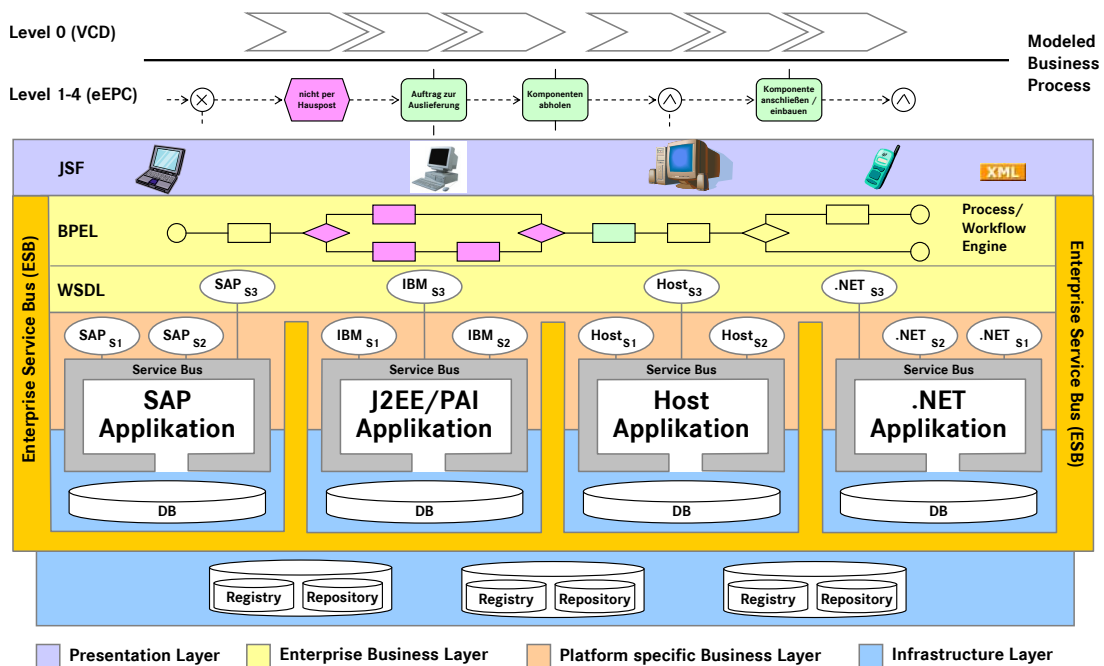 Level 0 (VCD)
Modeled
Business
Process
Level 1-4 (eEPC)
nicht per
Hauspost
Auftrag zur
Auslieferung
Komponenten
abholen
Komponente
anschließen /
einbauen
JSF
XML
Enterprise Service Bus (ESB)
BPEL
Process/
Workflow
Engine
Enterprise Service Bus (ESB)
WSDL
SAP S3
IBM S3
Host S3
.NET S3
SAP S1
SAP S2
IBM S1
IBM S2
Host S1
Host S2
.NET S2
.NET S1
Service Bus
Service Bus
Service Bus
Service Bus
SAP
Applikation
J2EE/PAI
Applikation
Host
Applikation
.NET
Applikation
DB
DB
DB
DB
Registry
Repository
Registry
Repository
Registry
Repository
Presentation Layer
Enterprise Business Layer
Platform specific Business Layer
Infrastructure Layer